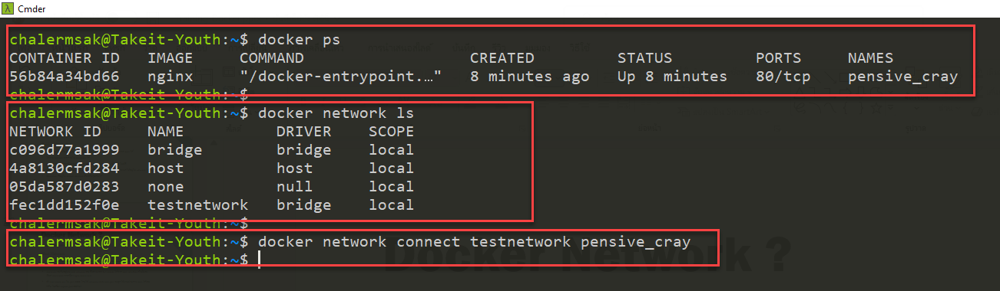 Cmder
chalermsak@Takeit-Youth:~$ docker ps
CONTAINER ID   IMAGE     COMMAND                  CREATED         STATUS         PORTS     NAMES
56b84a34bd66   nginx     "/docker-entrypoint.…"   8 minutes ago   Up 8 minutes   80/tcp    pensive_cray
chalermsak@Takeit-Youth:~$
chalermsak@Takeit-Youth:~$ docker network ls
NETWORK ID     NAME          DRIVER    SCOPE
c096d77a1999   bridge        bridge    local
4a8130cfd284   host          host      local
05da587d0283   none          null      local
fec1dd152f0e   testnetwork   bridge    local
chalermsak@Takeit-Youth:~$
chalermsak@Takeit-Youth:~$ docker network connect testnetwork pensive_cray
chalermsak@Takeit-Youth:~$
Docker Network ?